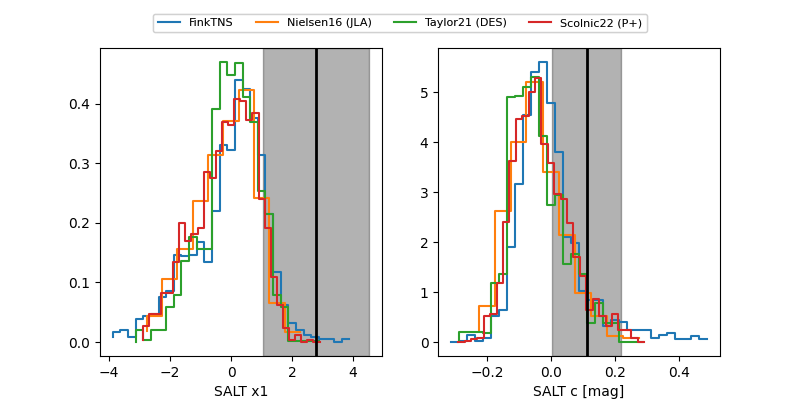 FinkTNS Nielsen16 (JLA) Taylor21 (DES) Scolnic22 (P+)
0.4
0.3
0.2
0.1
0.0
−4 −2 0 2 4
SALT x1
5
4
3
2
1
0
−0.2 0.0 0.2 0.4
SALT c [mag]